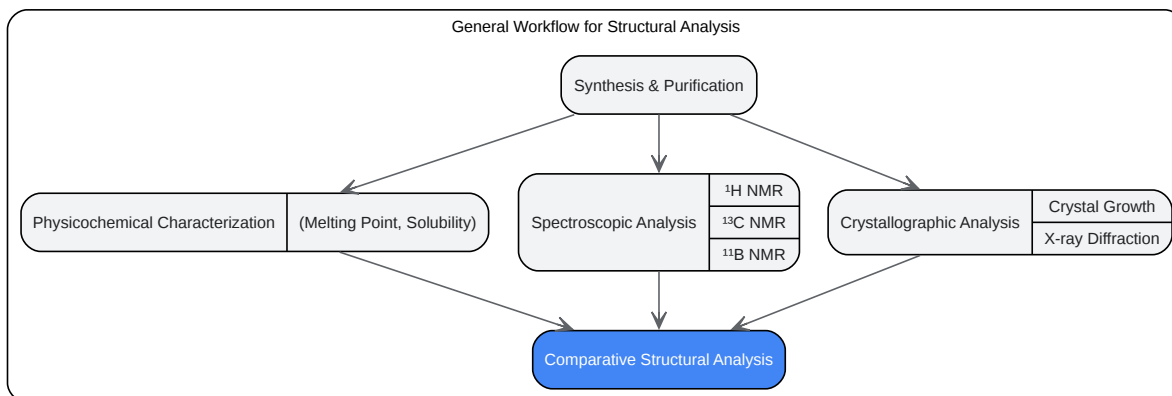 General Workflow for Structural Analysis
Synthesis & Purification
Physicochemical Characterization
(Melting Point, Solubility)
Spectroscopic Analysis
¹H NMR
¹³C NMR
¹¹B NMR
Crystallographic Analysis
Crystal Growth
X-ray Diffraction
Comparative Structural Analysis